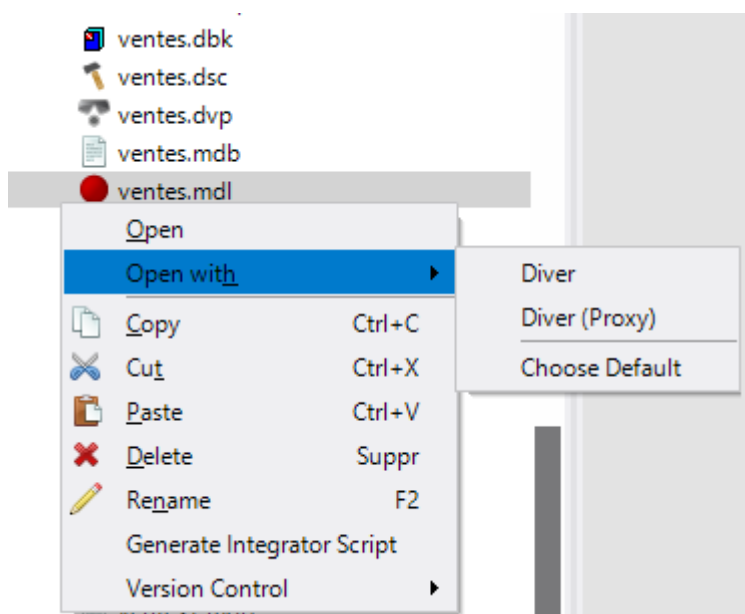 ventes.dbk
ventes.dsc
ventes.dvp
ventes.mdb
ventes.mdl
Open
Open with
Diver
Diver (Proxy)
Choose Default
Copy Ctrl+C
Cut Ctrl+X
Paste Ctrl+V
Delete Suppr
Rename F2
Generate Integrator Script
Version Control